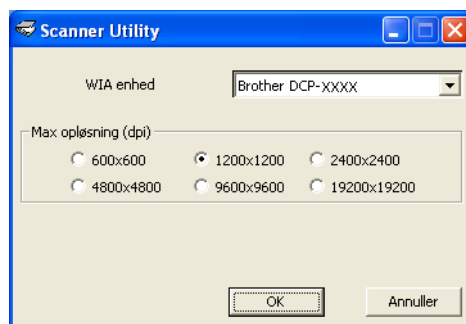 Scanner Utility
WIA enhed Brother DCP-XXXX
Max opløsning (dpi)
600x600 1200x1200 2400x2400
4800x4800 9600x9600 19200x19200
OK Annuller